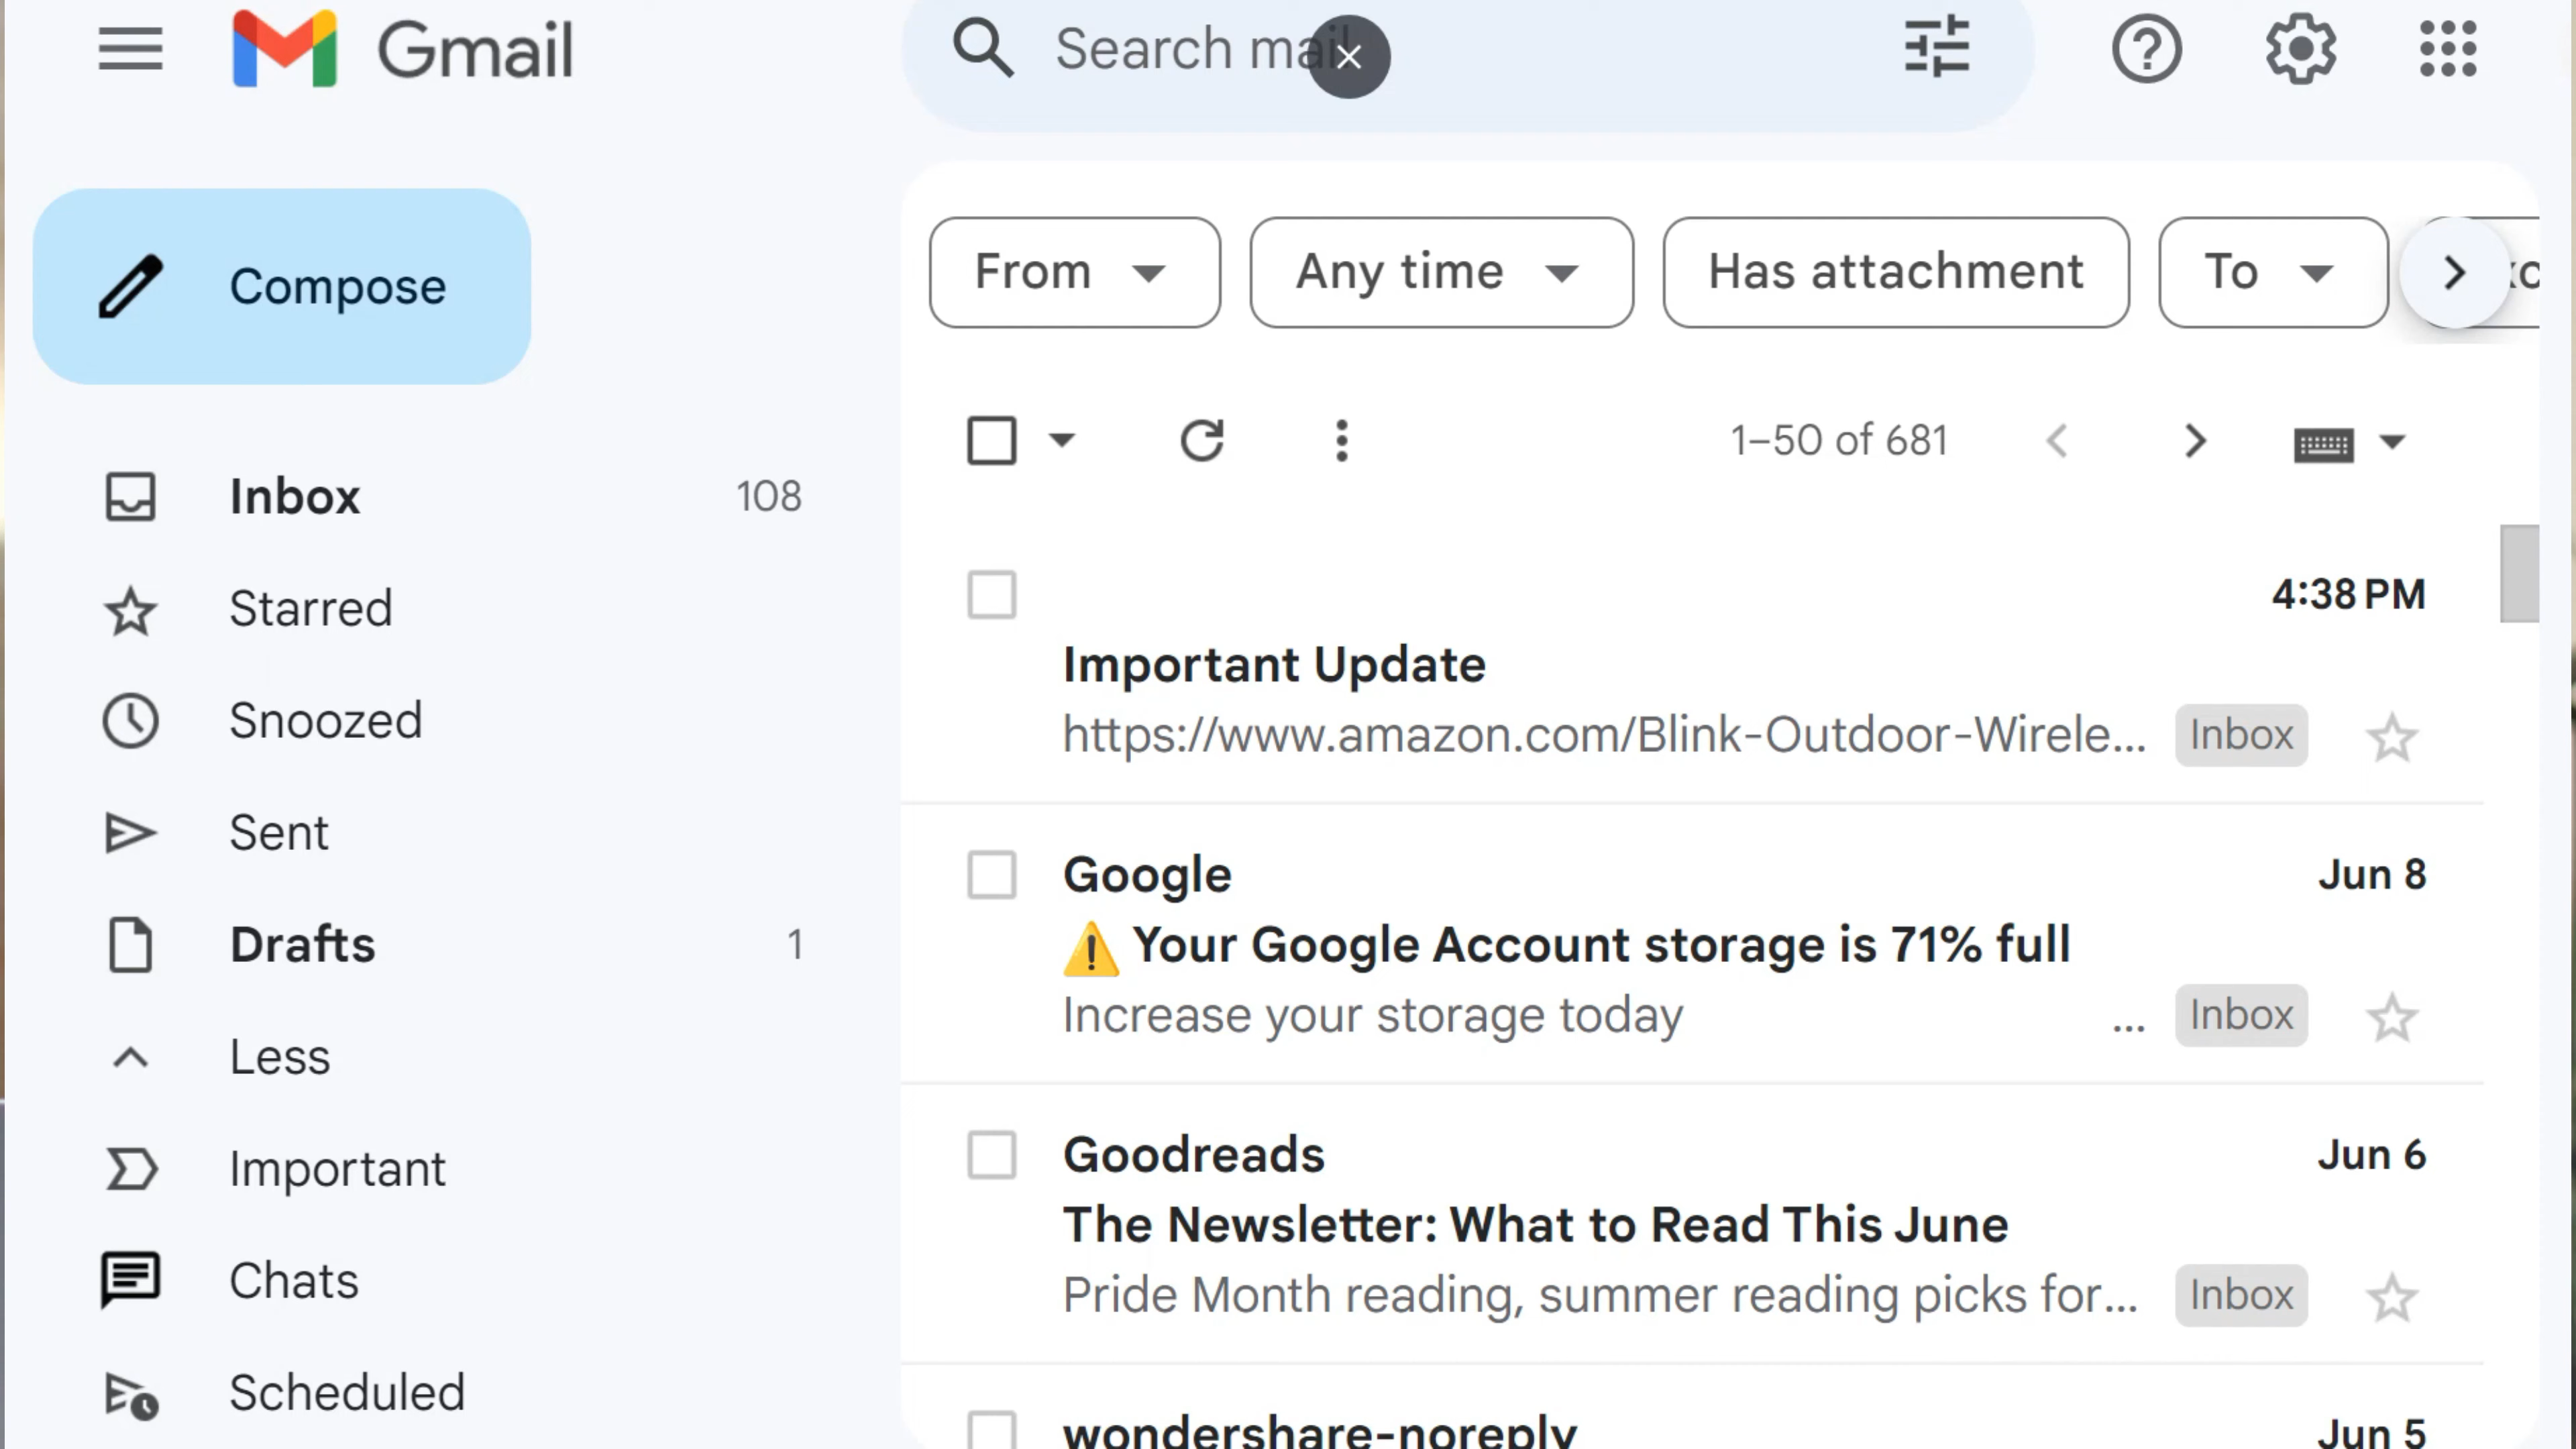 Gmail
Search mail
Compose
From
Any time
Has attachment
To
1–50 of 681
Inbox 108
Starred
Snoozed
Sent
Drafts 1
Less
Important
Chats
Scheduled
4:38 PM
Important Update
https://www.amazon.com/Blink-Outdoor-Wirele... Inbox
Google Jun 8
⚠️ Your Google Account storage is 71% full
Increase your storage today ... Inbox
Goodreads Jun 6
The Newsletter: What to Read This June
Pride Month reading, summer reading picks for... Inbox
wondershare-noreply Jun 5